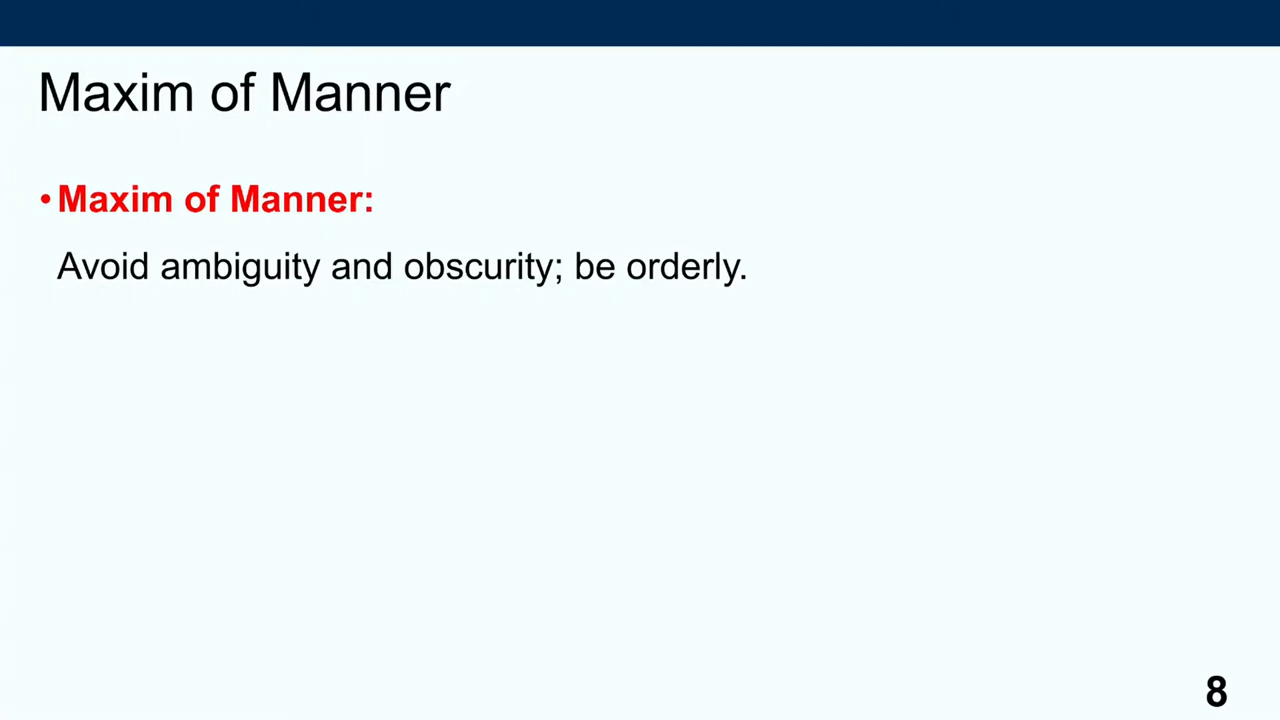 Maxim of Manner
• Maxim of Manner:
Avoid ambiguity and obscurity; be orderly.
8